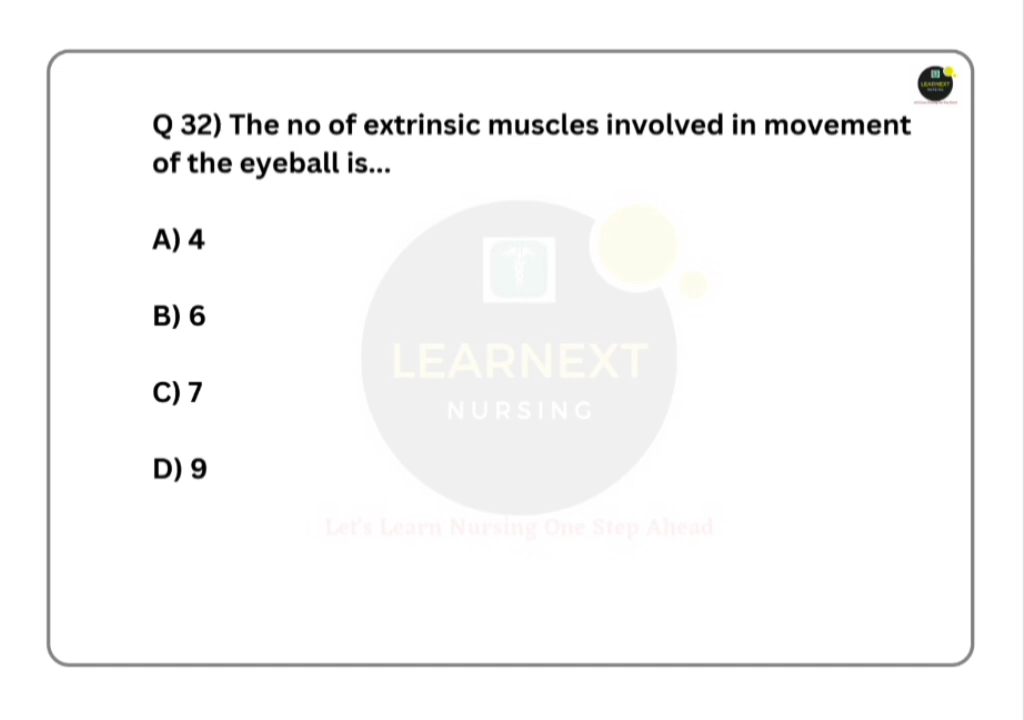 LEARNEXT
Q 32) The no of extrinsic muscles involved in movement
of the eyeball is...
A) 4
B) 6
C) 7
D) 9
LEARNEXT
NURSING
Let's Learn Nursing One Step Ahead